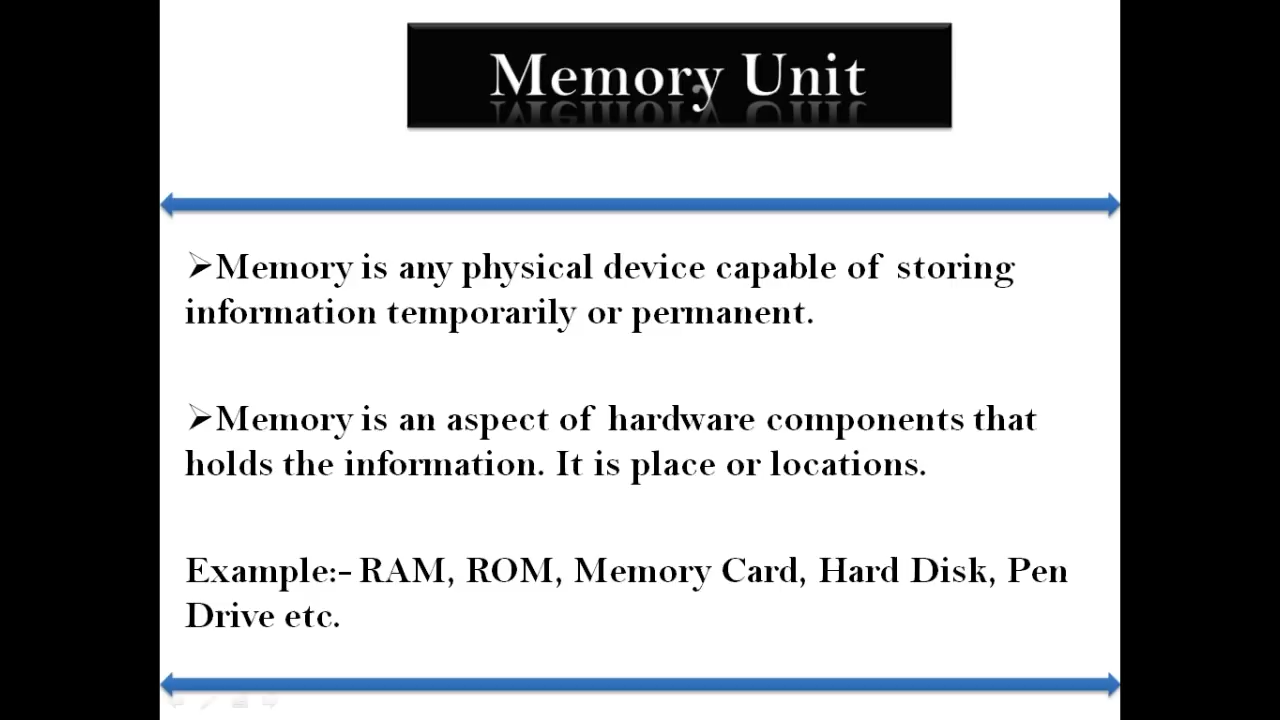 Memory Unit
➢Memory is any physical device capable of storing
information temporarily or permanent.
➢Memory is an aspect of hardware components that
holds the information. It is place or locations.
Example:- RAM, ROM, Memory Card, Hard Disk, Pen
Drive etc.